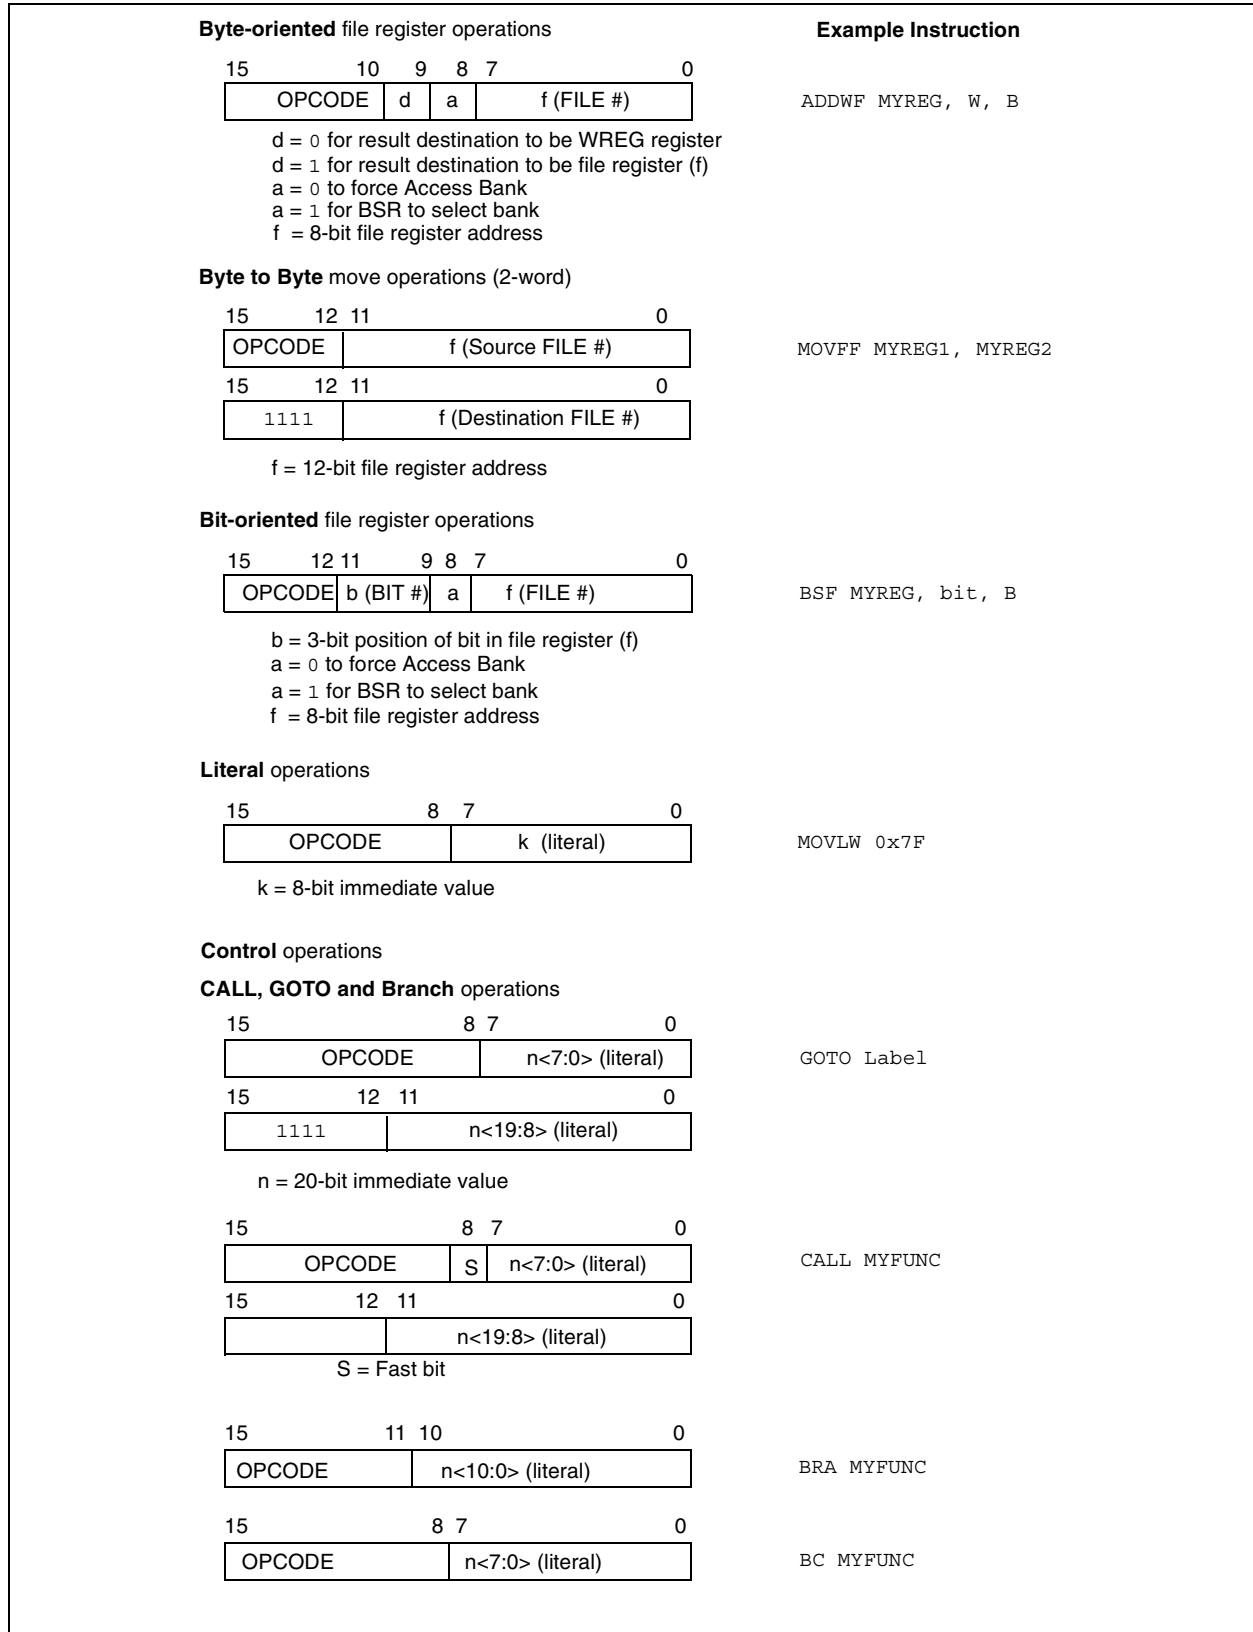 Byte-oriented file register operations
Example Instruction
15 10 9 8 7 0
OPCODE d a f (FILE #)
ADDWF MYREG, W, B
d = 0 for result destination to be WREG register
d = 1 for result destination to be file register (f)
a = 0 to force Access Bank
a = 1 for BSR to select bank
f = 8-bit file register address
Byte to Byte move operations (2-word)
15 12 11 0
OPCODE f (Source FILE #)
MOVFF MYREG1, MYREG2
15 12 11 0
1111 f (Destination FILE #)
f = 12-bit file register address
Bit-oriented file register operations
15 12 11 9 8 7 0
OPCODE b (BIT #) a f (FILE #)
BSF MYREG, bit, B
b = 3-bit position of bit in file register (f)
a = 0 to force Access Bank
a = 1 for BSR to select bank
f = 8-bit file register address
Literal operations
15 8 7 0
OPCODE k (literal)
MOVLW 0x7F
k = 8-bit immediate value
Control operations
CALL, GOTO and Branch operations
15 8 7 0
OPCODE n<7:0> (literal)
GOTO Label
15 12 11 0
1111 n<19:8> (literal)
n = 20-bit immediate value
15 8 7 0
OPCODE S n<7:0> (literal)
CALL MYFUNC
15 12 11 0
n<19:8> (literal)
S = Fast bit
15 11 10 0
OPCODE n<10:0> (literal)
BRA MYFUNC
15 8 7 0
OPCODE n<7:0> (literal)
BC MYFUNC